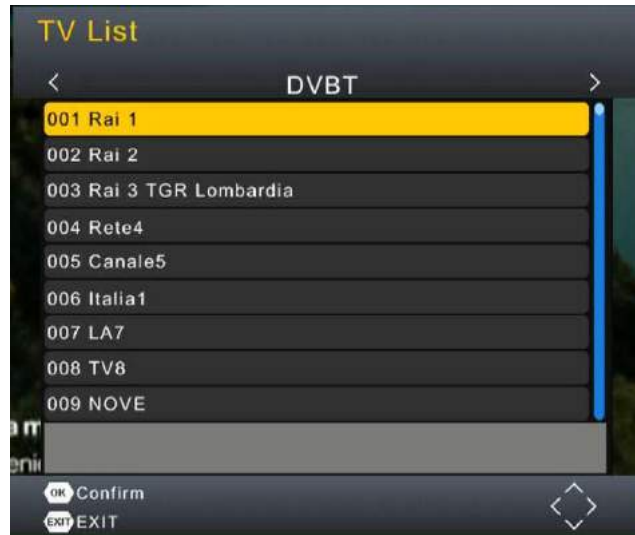 TV List
DVBT
001 Rai 1
002 Rai 2
003 Rai 3 TGR Lombardia
004 Rete4
005 Canale5
006 Italia1
007 LA7
008 TV8
009 NOVE
OK Confirm
EXIT EXIT